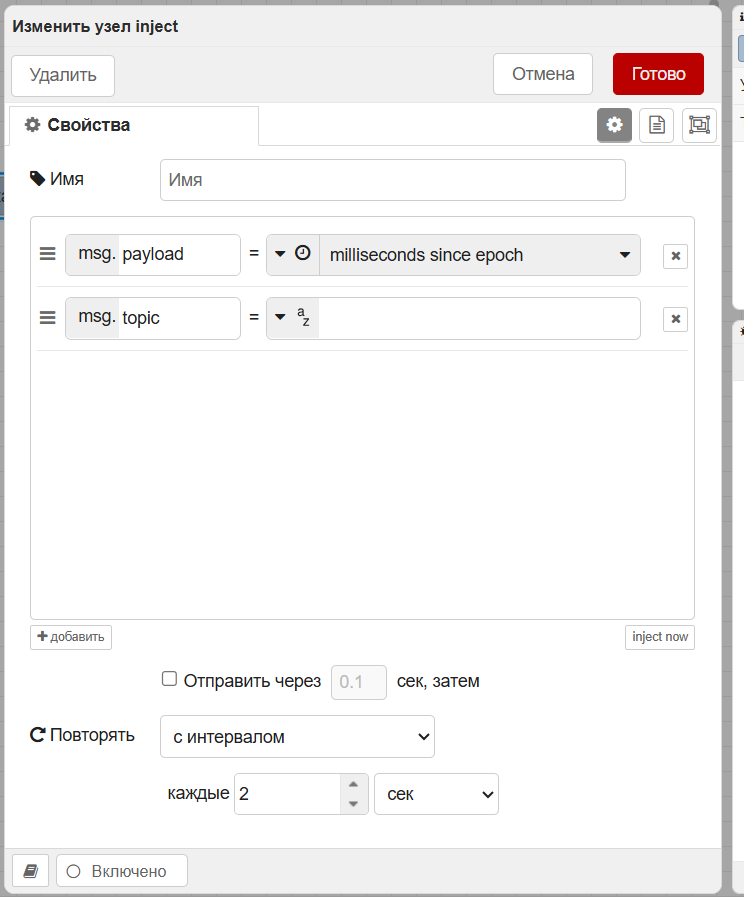 Изменить узел inject
Удалить
Отмена
Готово
Свойства
Имя
Имя
msg. payload = milliseconds since epoch
msg. topic = a z
добавить
inject now
Отправить через 0.1 сек, затем
Повторять с интервалом
каждые 2 сек
Включено